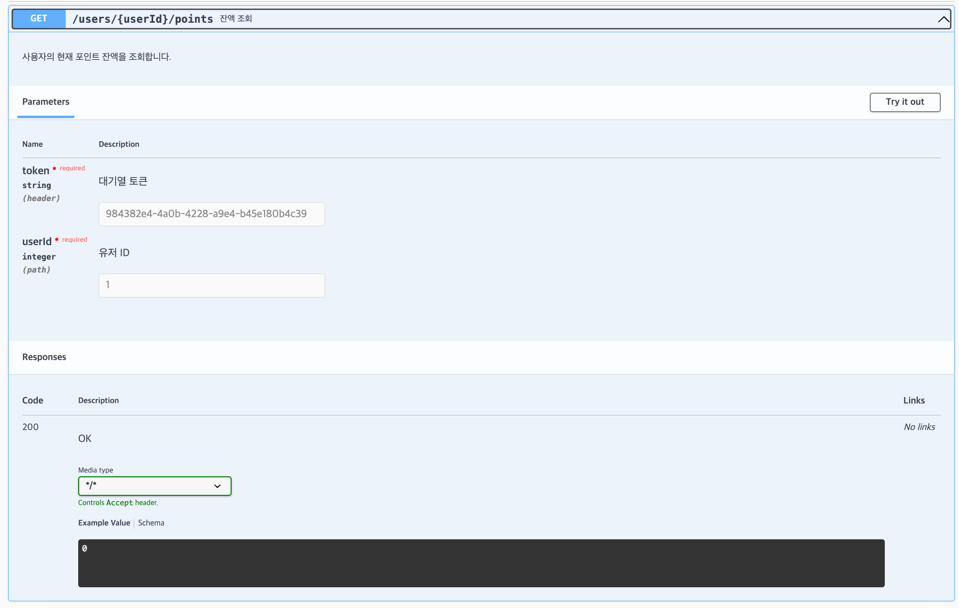 GET /users/{userId}/points 잔액 조회
사용자의 현재 포인트 잔액을 조회합니다.
Parameters
Try it out
Name Description
token * required
string
(header)
대기열 토큰
984382e4-4a0b-4228-a9e4-b45e180b4c39
userId * required
integer
(path)
유저 ID
1
Responses
Code Description Links
200
OK
No links
Media type
*/*
Controls Accept header.
Example Value Schema
0